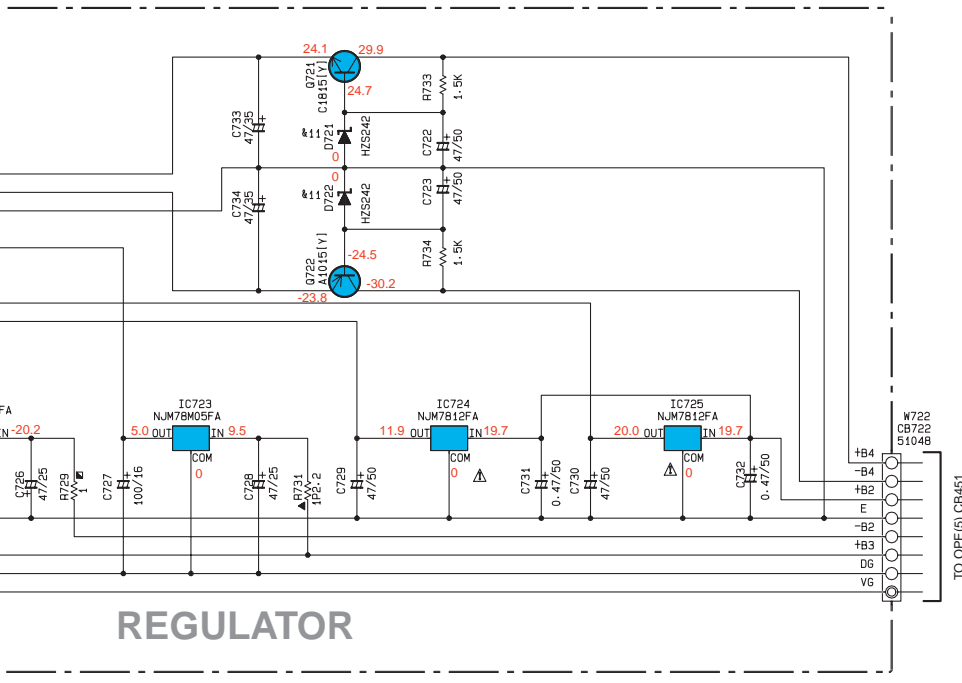 24.1
29.9
Q721
C1815[Y]
24.7
R733
1.5K
C733
47/35
&11
D721
HZS242
0
C722
47/50
0
C734
47/35
&11
D722
HZS242
C723
47/50
Q722
A1015[Y]
-24.5
R734
1.5K
-30.2
-23.8
FA
IN -20.2
C726
47/25
R729
1
IC723
NJM78M05FA
5.0 OUT IN 9.5
COM
0
C727
100/16
C728
47/25
R731
1P2.2
IC724
NJM7812FA
11.9 OUT IN 19.7
COM
0
C729
47/50
C731
0.47/50
IC725
NJM7812FA
20.0 OUT IN 19.7
COM
0
C730
47/50
C732
0.47/50
W722
CB722
51048
+B4
-B4
+B2
E
-B2
+B3
DG
VG
TO OPE(5) CB451
REGULATOR